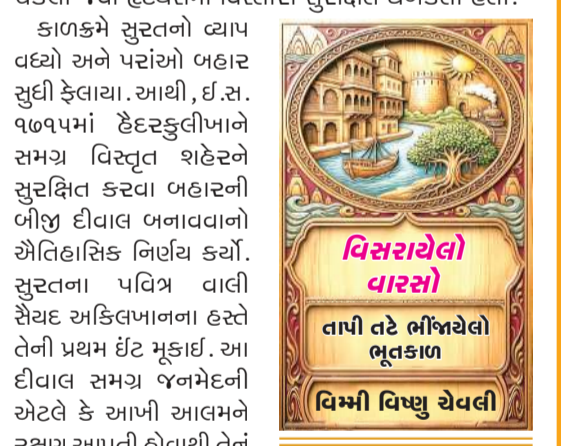 કાળક્રમે સુરતનો વ્યાપ
વધ્યો અને પરાંઓ બહાર
સુધી ફેલાયા. આથી, ઈ.સ.
૧૭૧૫માં હૈદરકુલીખાને
સમગ્ર વિસ્તૃત શહેરને
સુરક્ષિત કરવા બહારની
બીજી દીવાલ બનાવવાનો
ઐતિહાસિક નિર્ણય કર્યો.
સુરતના પવિત્ર વાલી
સૈયદ અકિલખાનના હસ્તે
તેની પ્રથમ ઈંટ મૂકાઈ. આ
દીવાલ સમગ્ર જનમેદની
એટલે કે આખી આલમને
વિસરાયેલો
વારસો
તાપી તટે ભીંજાયેલો
ભૂતકાળ
વિમ્મી વિષ્ણુ ચેવલી